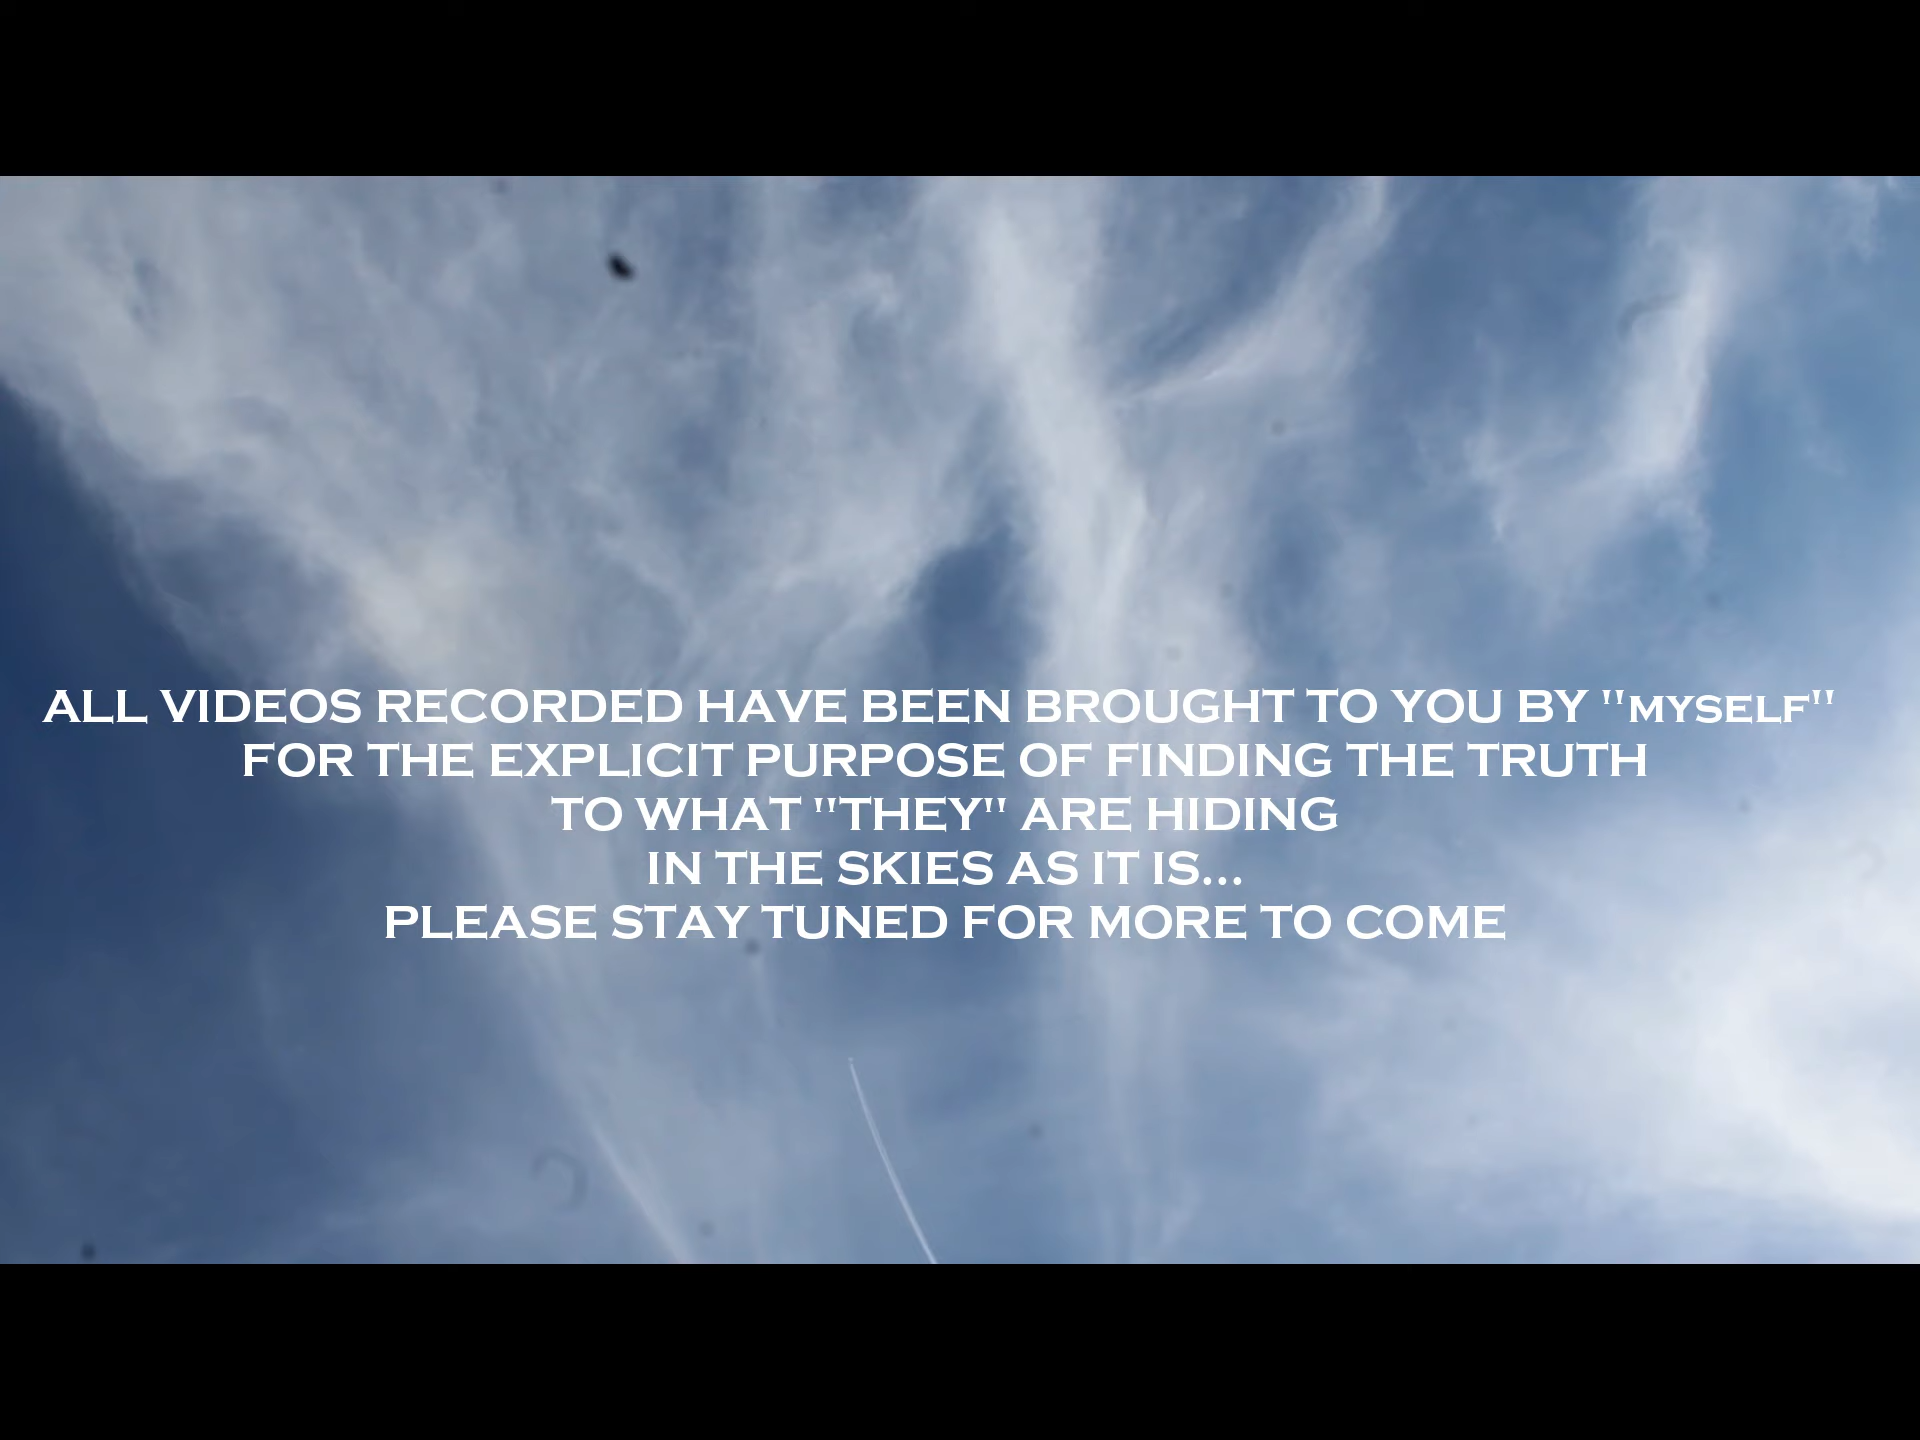 ALL VIDEOS RECORDED HAVE BEEN BROUGHT TO YOU BY "MYSELF"
FOR THE EXPLICIT PURPOSE OF FINDING THE TRUTH
TO WHAT "THEY" ARE HIDING
IN THE SKIES AS IT IS...
PLEASE STAY TUNED FOR MORE TO COME